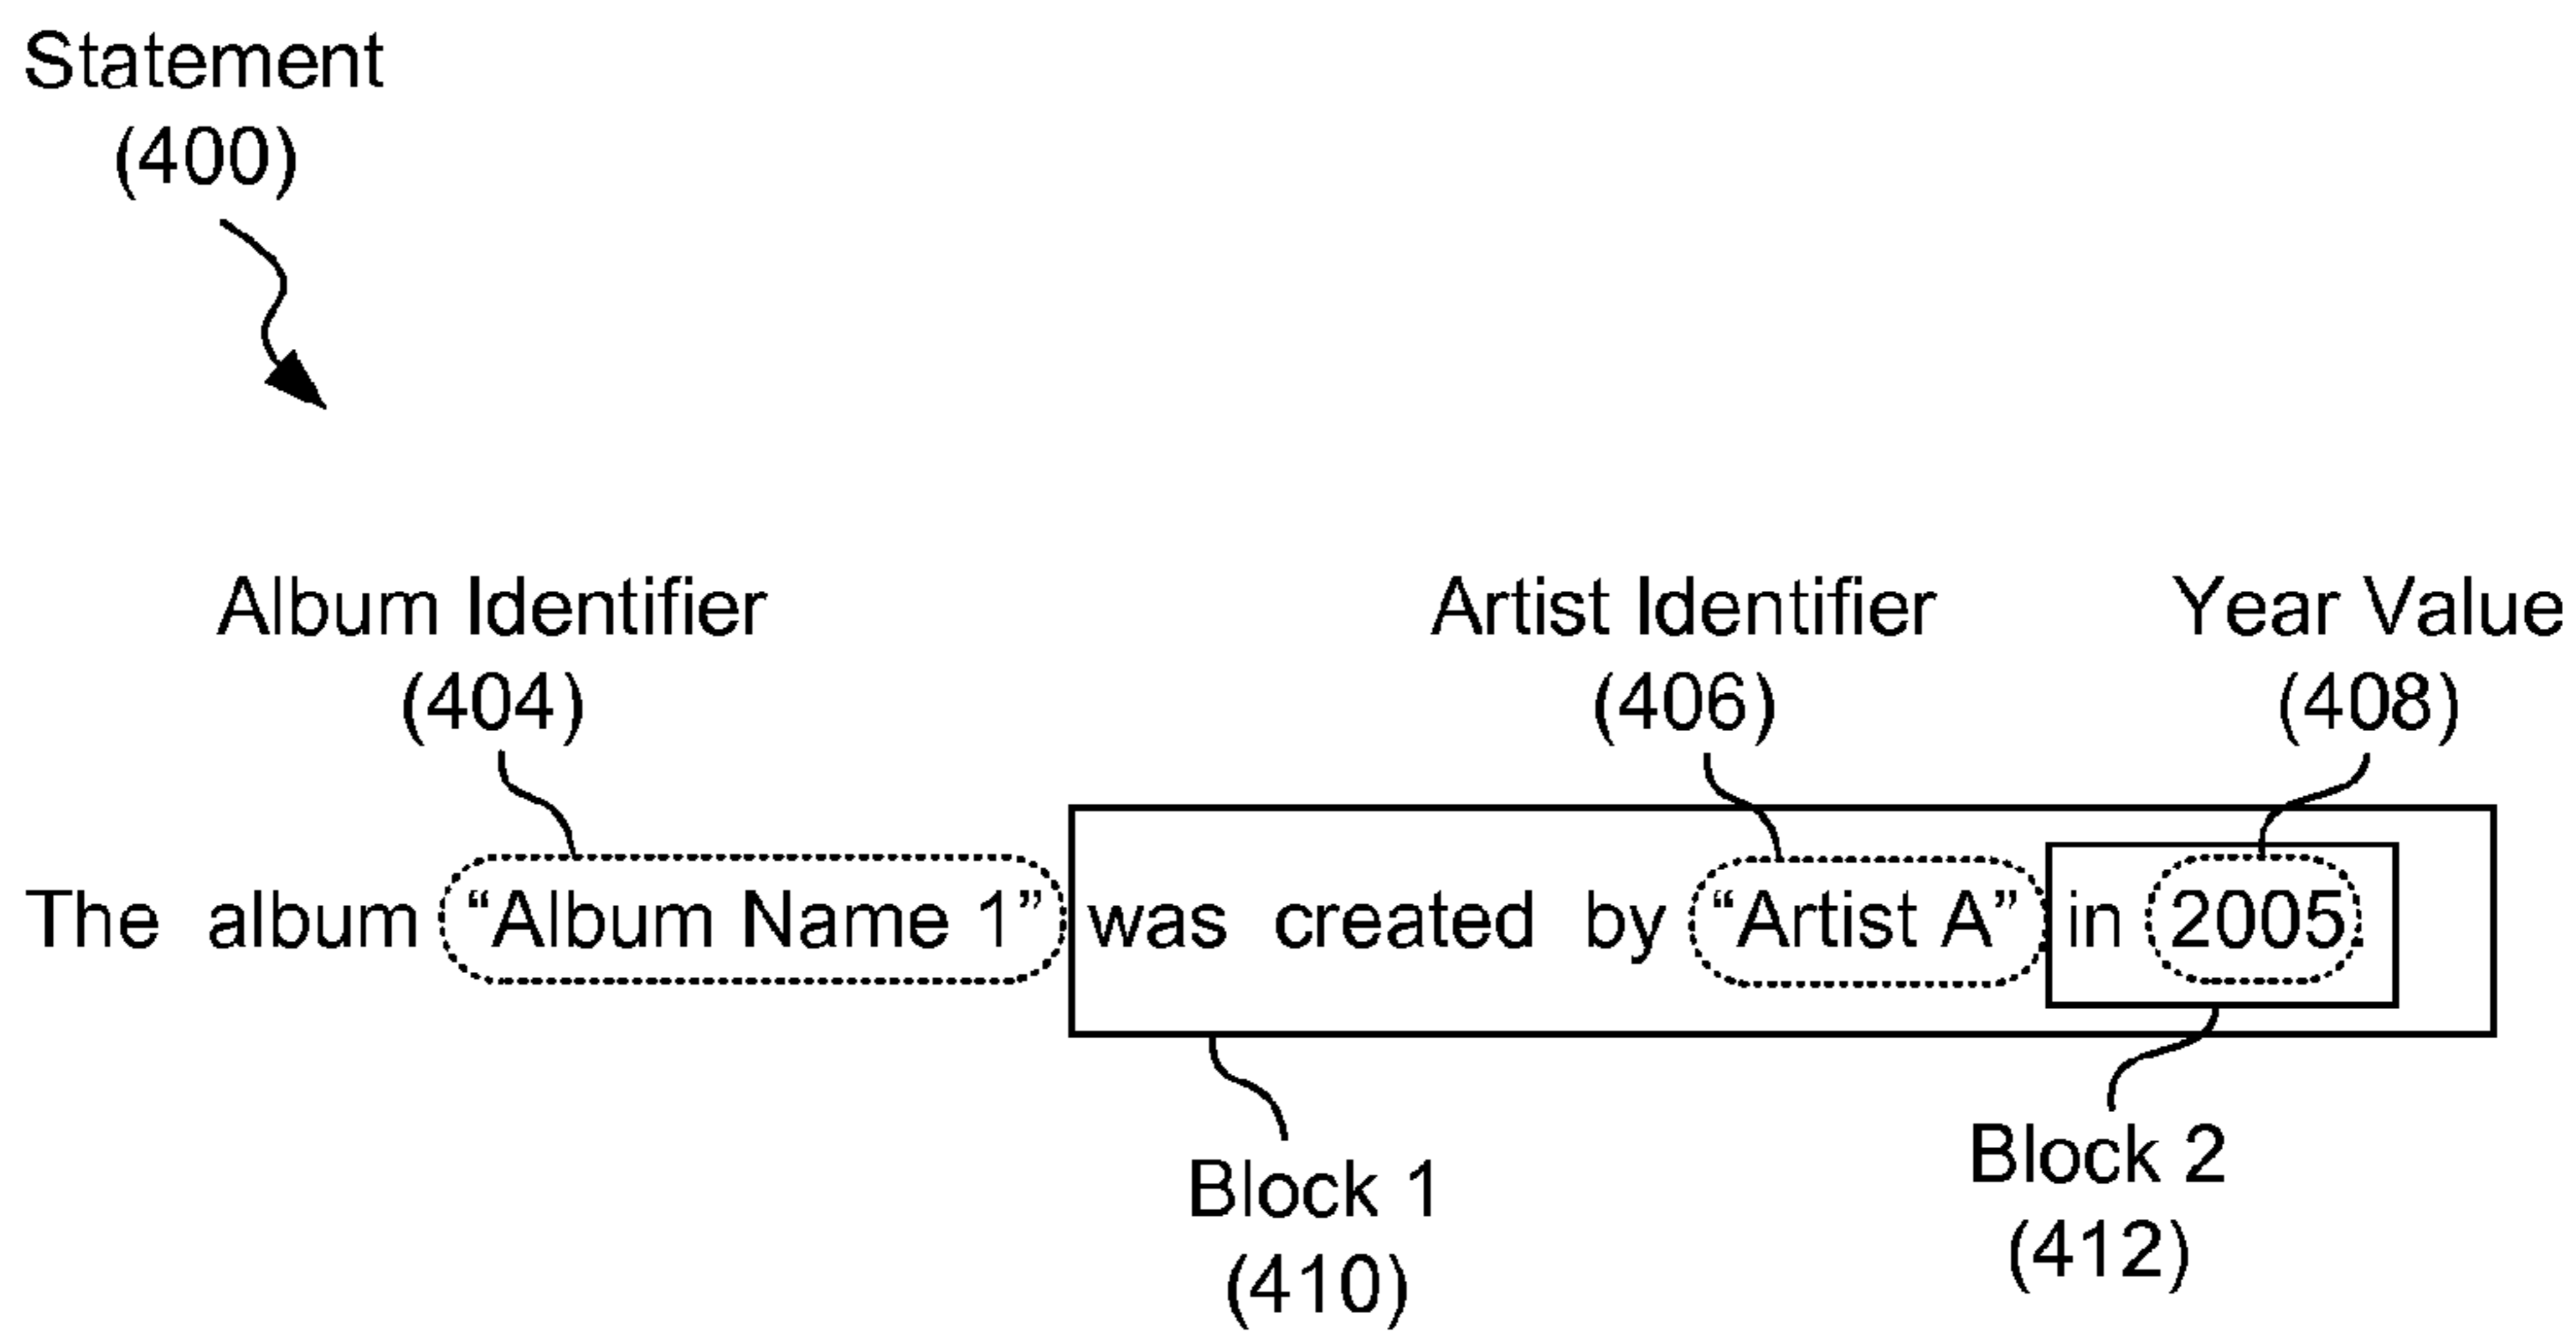 Statement
(400)
Album Identifier
(404)
Artist Identifier
(406)
Year Value
(408)
The album “Album Name 1” was created by “Artist A” in 2005.
Block 1
(410)
Block 2
(412)